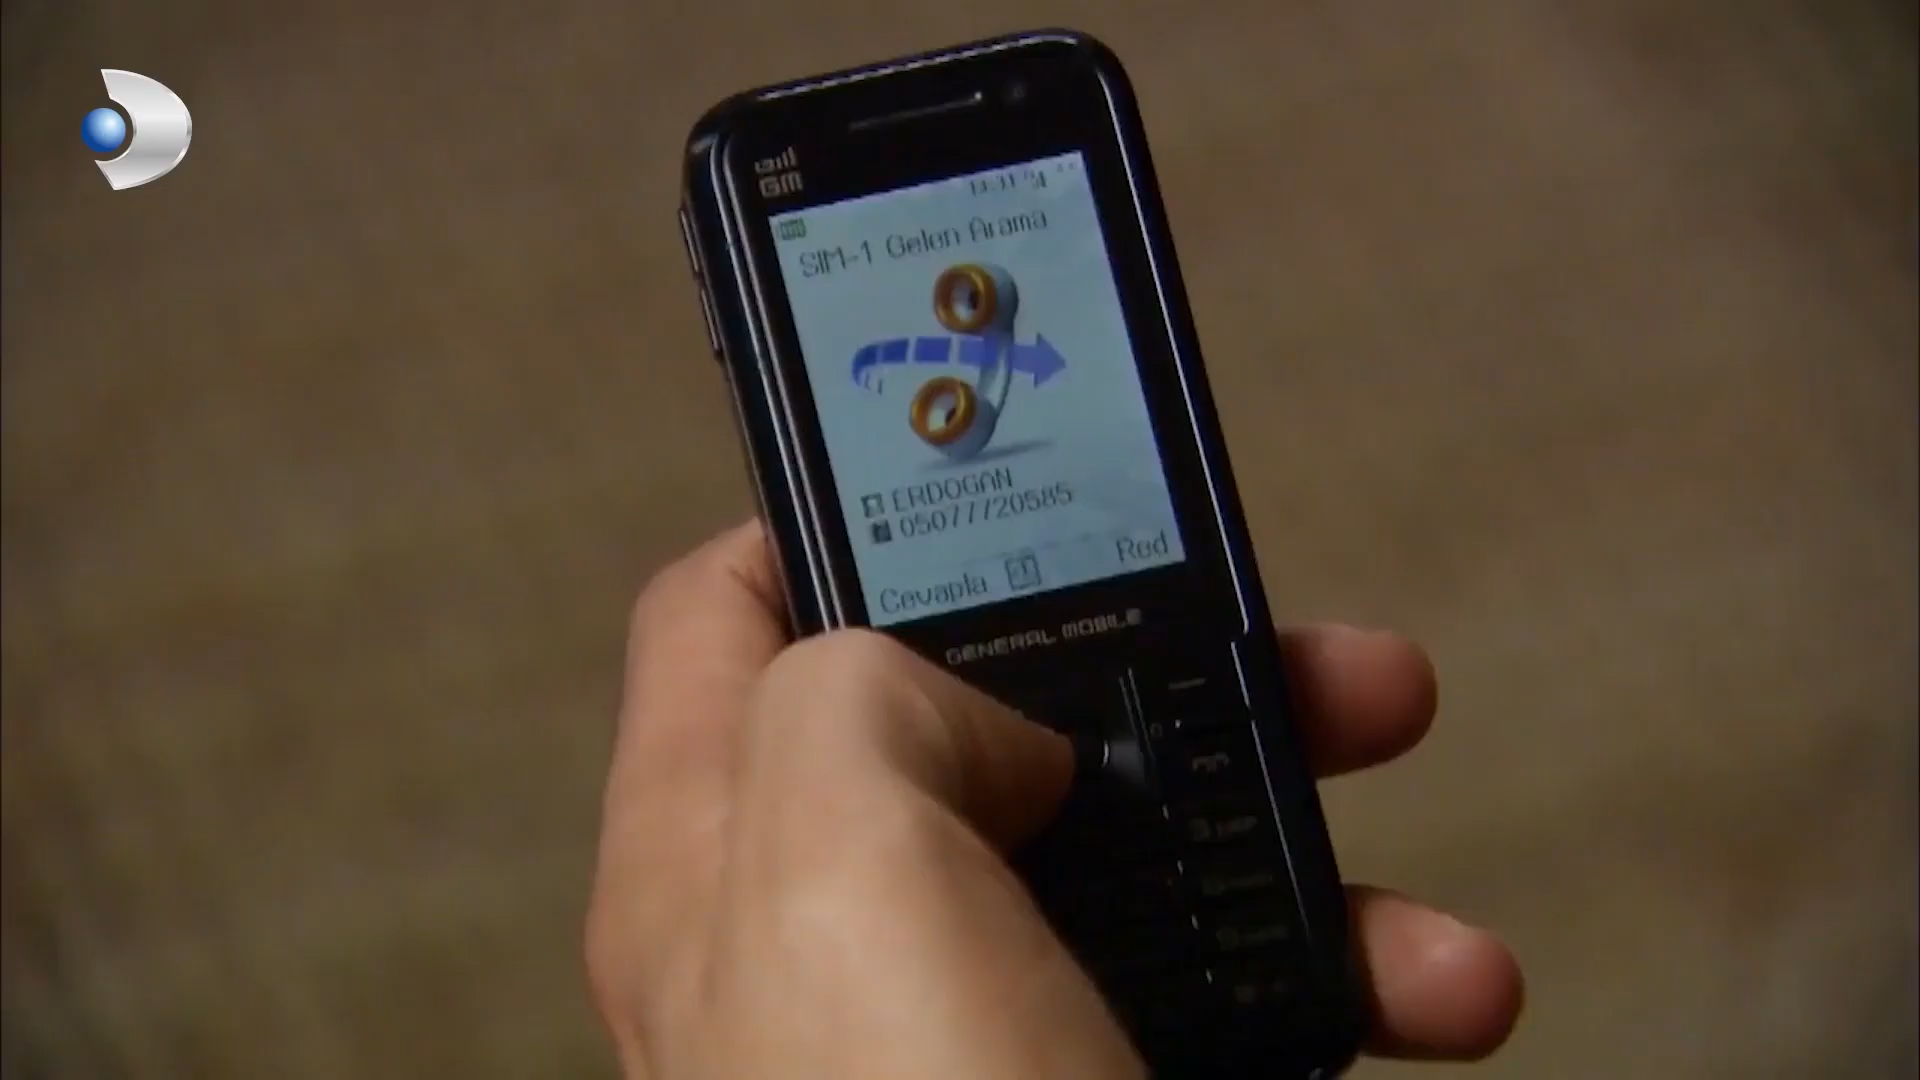 GM
SIM-1 Gelen Arama
ERDOGAN
05077720585
Cevapla
Red
GENERAL MOBILE